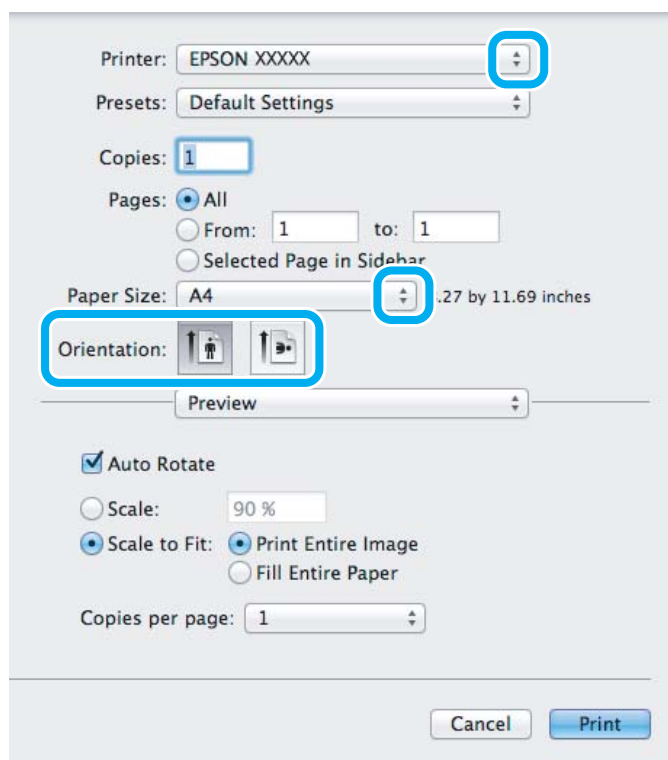 Printer: EPSON XXXXX
Presets: Default Settings
Copies: 1
Pages: All
From: 1 to: 1
Selected Page in Sidebar
Paper Size: A4 .27 by 11.69 inches
Orientation:
Preview
Auto Rotate
Scale: 90 %
Scale to Fit: Print Entire Image
Fill Entire Paper
Copies per page: 1
Cancel Print